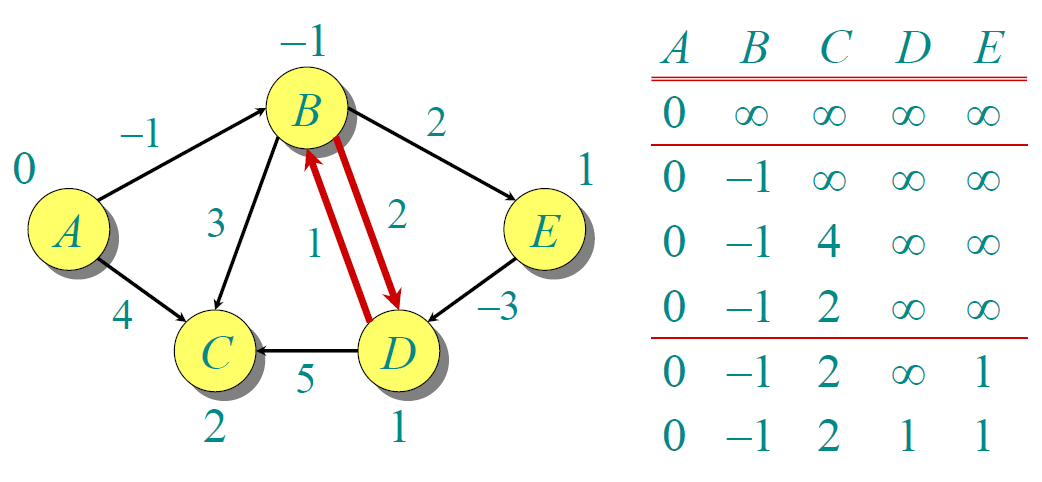 –1
–1
2
0
1
A
B
E
3
1
2
4
–3
C
D
5
2
1
A B C D E
0 ∞ ∞ ∞ ∞
0 –1 ∞ ∞ ∞
0 –1 4 ∞ ∞
0 –1 2 ∞ ∞
0 –1 2 ∞ 1
0 –1 2 1 1